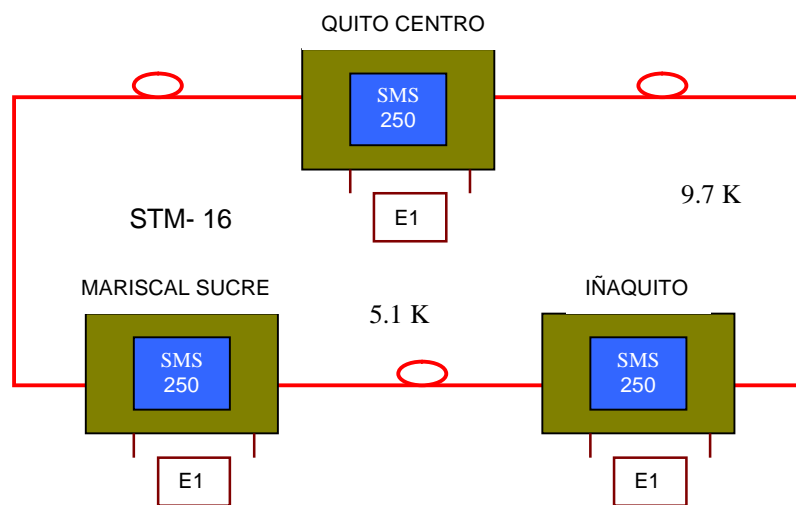 QUITO CENTRO
SMS
250
E1
9.7 K
STM- 16
MARISCAL SUCRE
5.1 K
IÑAQUITO
SMS
250
SMS
250
E1
E1